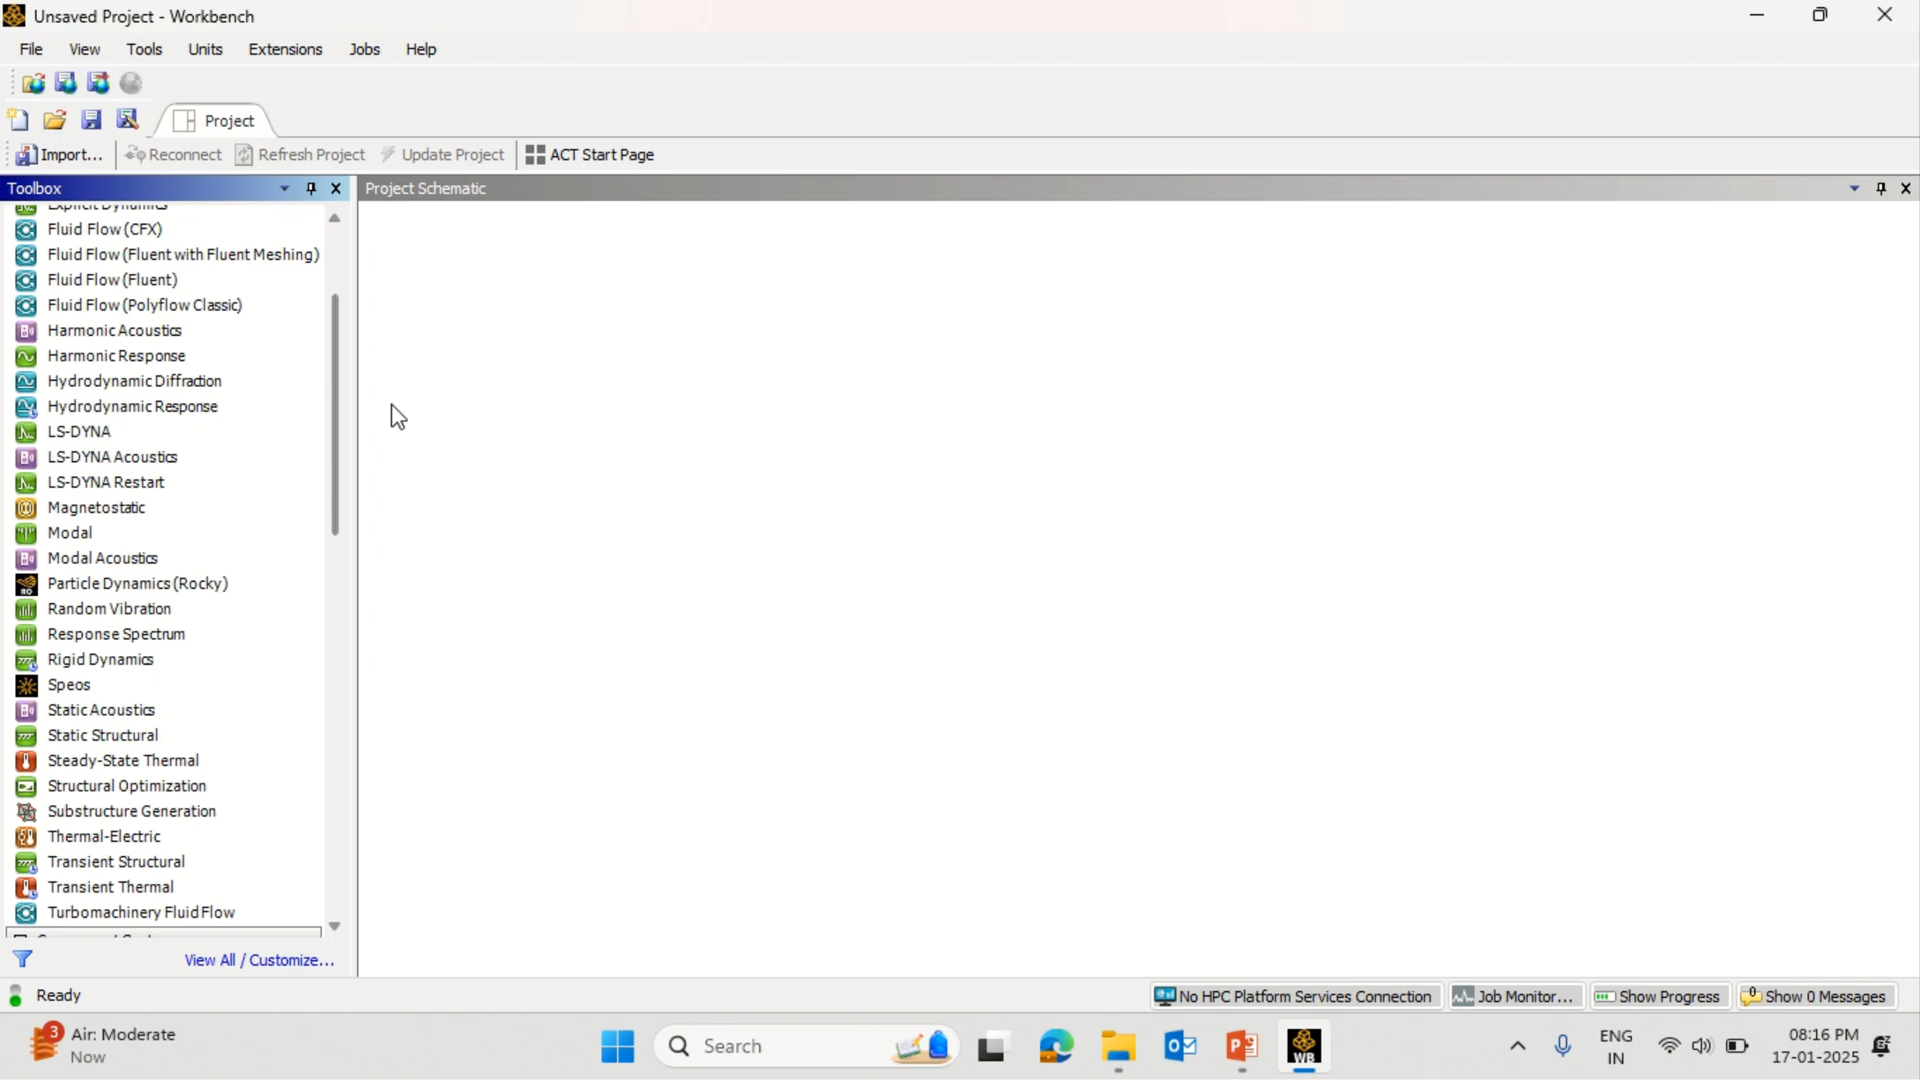 Unsaved Project - Workbench
File View Tools Units Extensions Jobs Help
Project
Import... Reconnect Refresh Project Update Project ACT Start Page
Toolbox
Project Schematic
Explicit Dynamics
Fluid Flow (CFX)
Fluid Flow (Fluent with Fluent Meshing)
Fluid Flow (Fluent)
Fluid Flow (Polyflow Classic)
Harmonic Acoustics
Harmonic Response
Hydrodynamic Diffraction
Hydrodynamic Response
LS-DYNA
LS-DYNA Acoustics
LS-DYNA Restart
Magnetostatic
Modal
Modal Acoustics
Particle Dynamics (Rocky)
Random Vibration
Response Spectrum
Rigid Dynamics
Speos
Static Acoustics
Static Structural
Steady-State Thermal
Structural Optimization
Substructure Generation
Thermal-Electric
Transient Structural
Transient Thermal
Turbomachinery Fluid Flow
View All / Customize...
Ready
No HPC Platform Services Connection Job Monitor... Show Progress Show 0 Messages
3 Air: Moderate
Now
Search
WB
ENG
IN
08:16 PM
17-01-2025